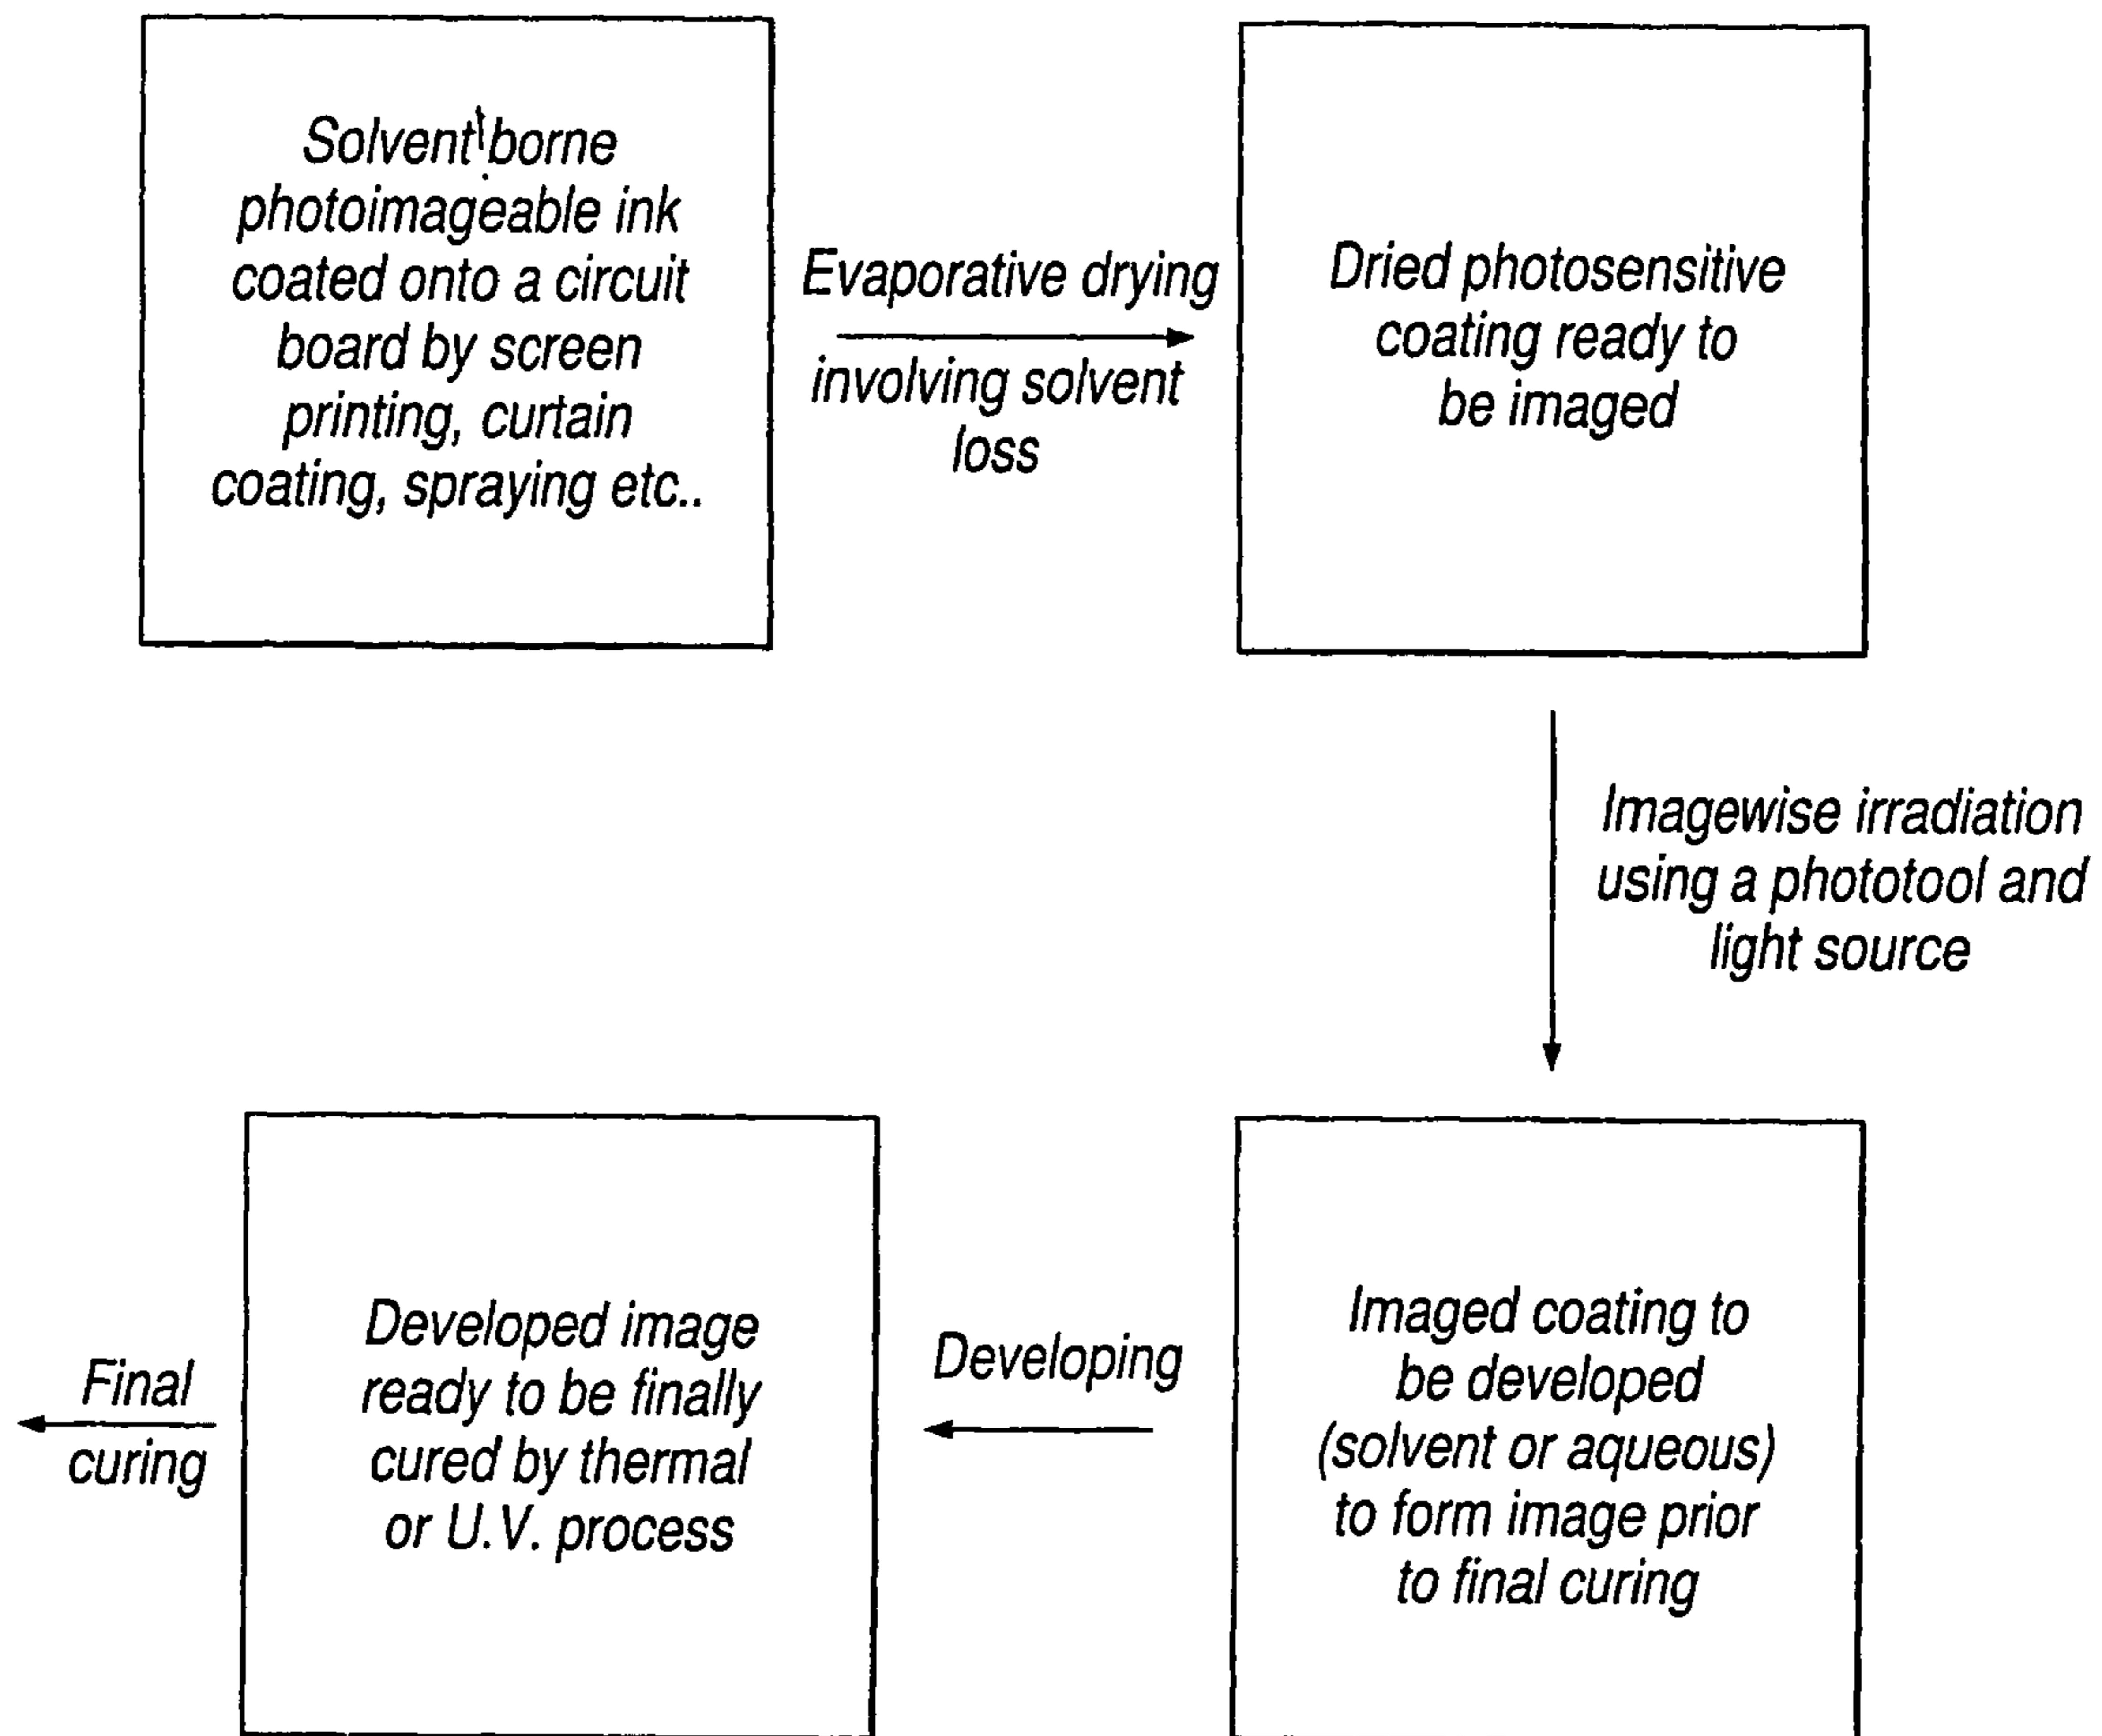 Solvent borne
photoimageable ink
coated onto a circuit
board by screen
printing, curtain
coating, spraying etc..
Evaporative drying
involving solvent
loss
Dried photosensitive
coating ready to
be imaged
Imagewise irradiation
using a phototool and
light source
Imaged coating to
be developed
(solvent or aqueous)
to form image prior
to final curing
Developing
Developed image
ready to be finally
cured by thermal
or U.V. process
Final
curing